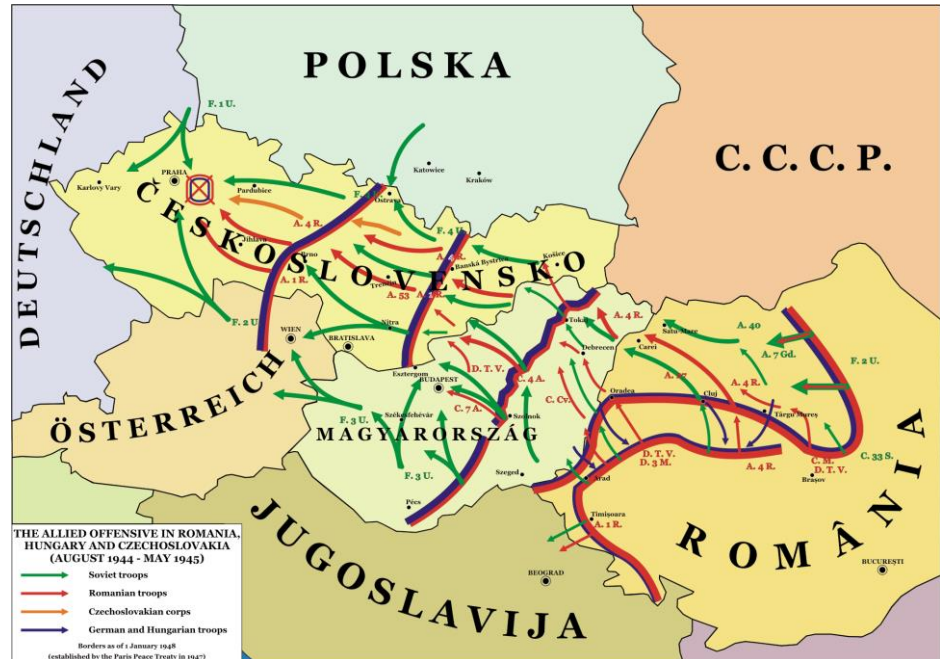 POLSKA
DEUTSCHLAND
C. C. C. P.
F. 1 U.
Karlovy Vary
PRAHA
Pardubice
Katowice
Kraków
Ostrava
ČESKOSLOVENSKO
A. 4 R.
F. 4 U.
Jihlava
Brno
A. 1 R.
Banská Bystrica
Košice
A. 53
A. 1 R.
F. 2 U.
WIEN
BRATISLAVA
Nitra
Tokaj
A. 4 R.
Satu-Mare
A. 40
A. 7 Gd.
Carei
Debrecen
F. 2 U.
Esztergom
D. T. V.
BUDAPEST
C. 4 A.
C. 7 A.
C. Cv.
Oradea
Cluj
A. 4 R.
Târgu Mureș
ÖSTERREICH
F. 3 U.
Székesfehérvár
Szolnok
MAGYARORSZÁG
F. 3 U.
Szeged
Pécs
D. T. V.
D. 3 M.
Arad
A. 4 R.
C. M.
D. T. V.
C. 33 S.
Brașov
Timișoara
A. 1 R.
ROMÂNIA
BUCUREȘTI
JUGOSLAVIJA
BEOGRAD
THE ALLIED OFFENSIVE IN ROMANIA,
HUNGARY AND CZECHOSLOVAKIA
(AUGUST 1944 - MAY 1945)
Soviet troops
Romanian troops
Czechoslovakian corps
German and Hungarian troops
Borders as of 1 January 1948
(established by the Paris Peace Treaty in 1947)